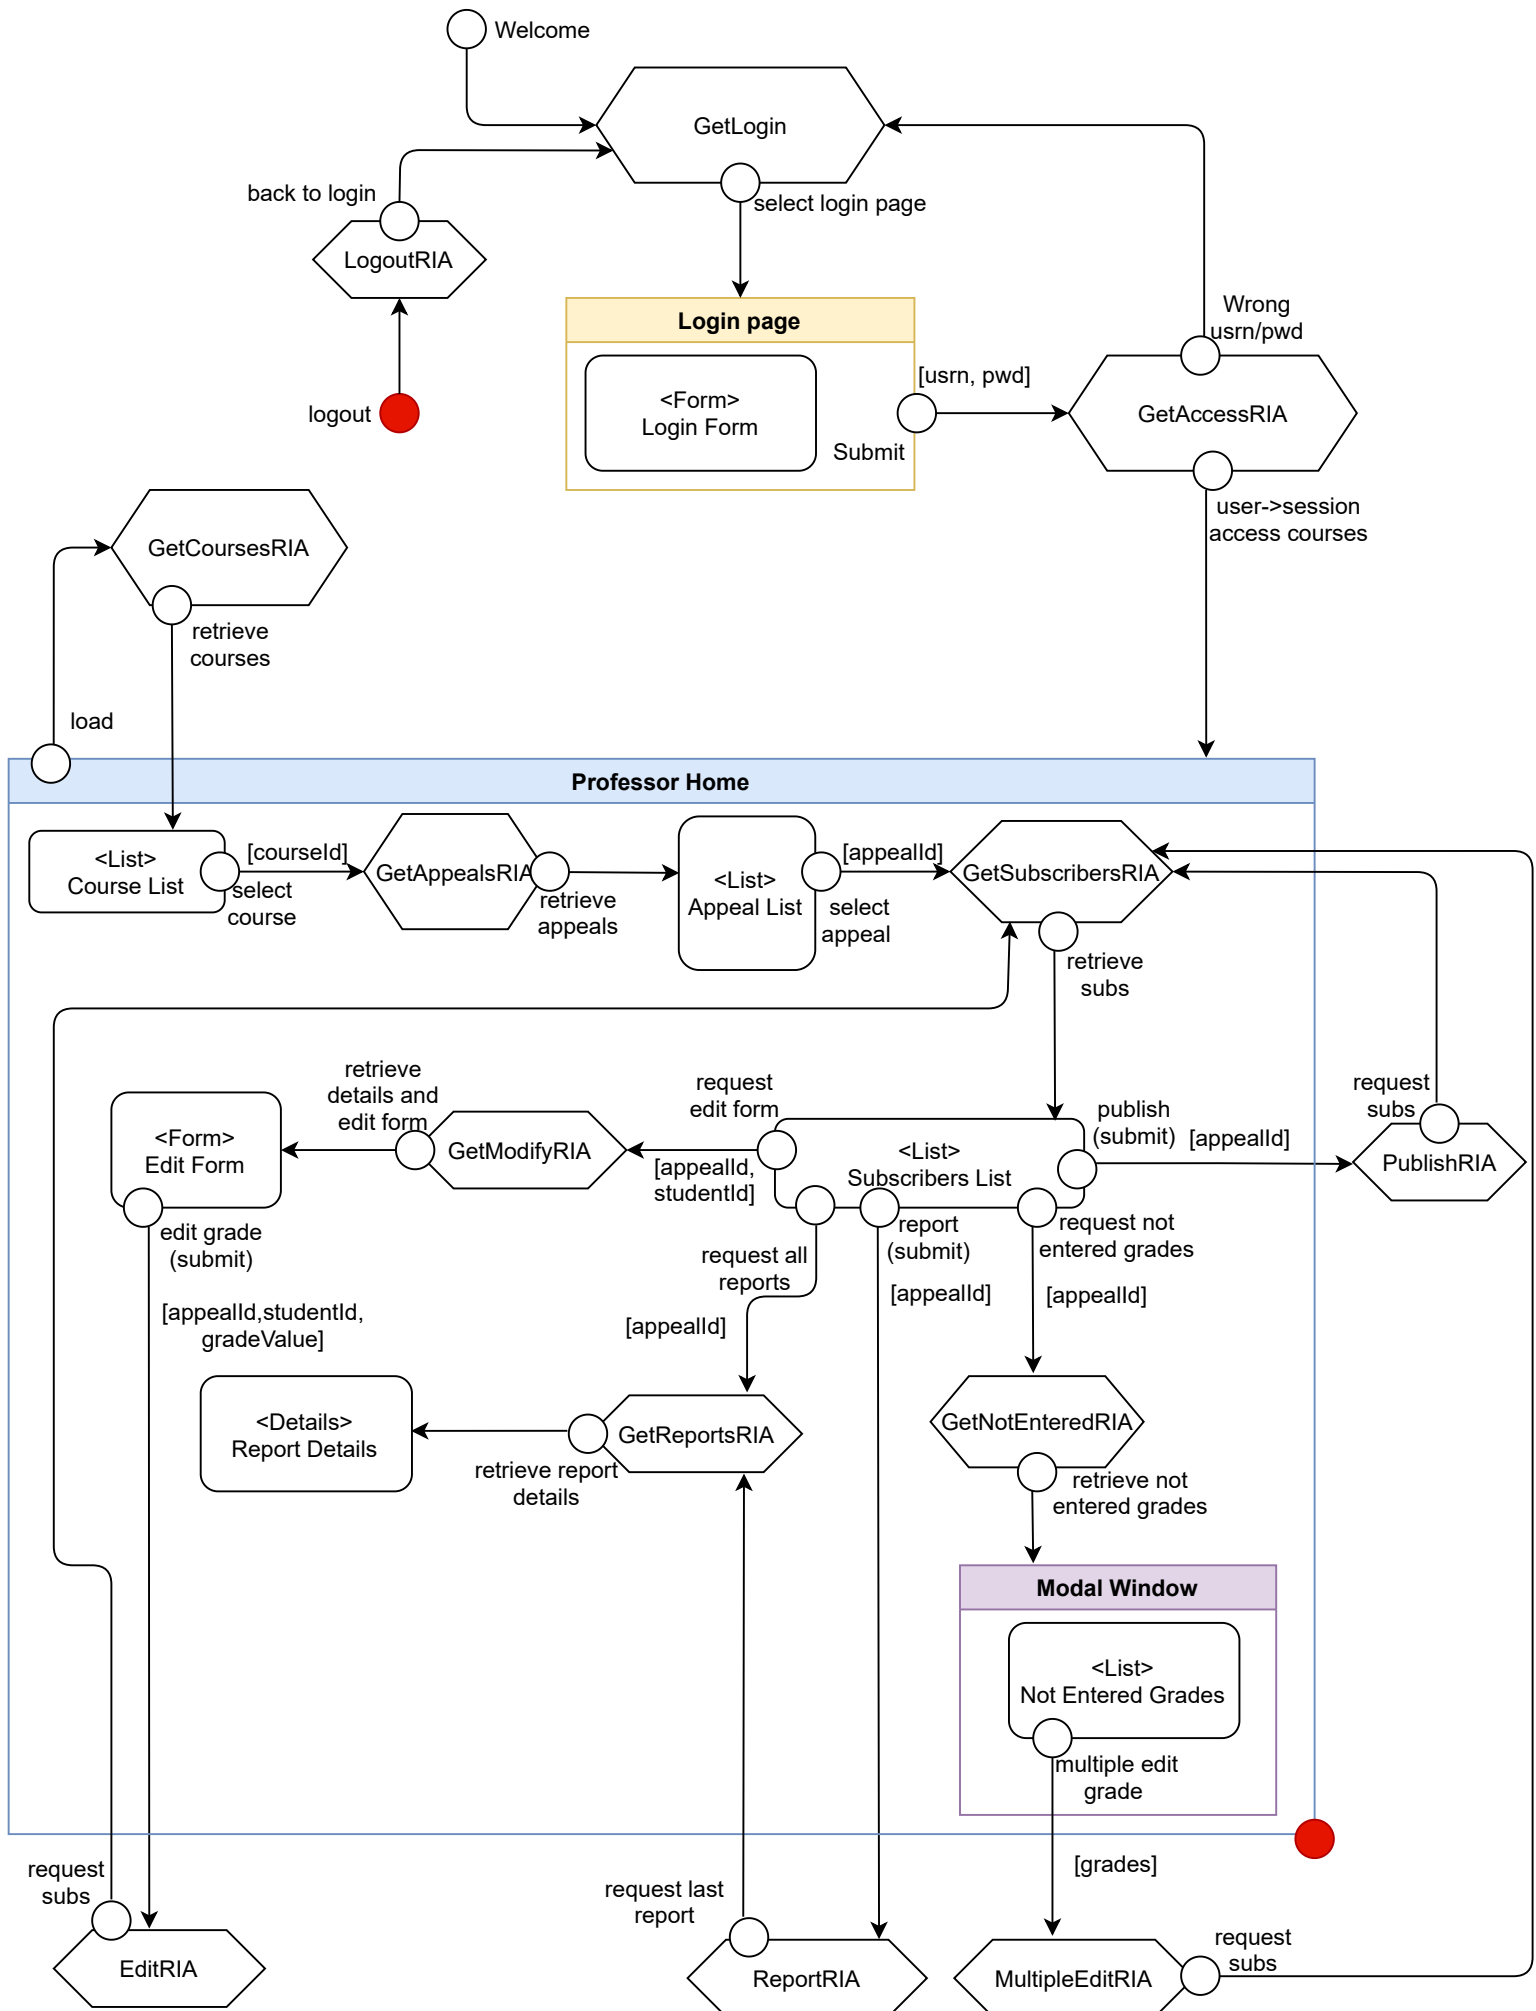 Welcome
GetLogin
back to login
select login page
LogoutRIA
Wrong
usrn/pwd
Login page
[usrn, pwd]
<Form>
Login Form
logout
GetAccessRIA
Submit
user->session
access courses
GetCoursesRIA
retrieve
courses
load
Professor Home
<List>
Course List
[courseId]
select
course
GetAppealsRIA
retrieve
appeals
<List>
Appeal List
[appealId]
select
appeal
GetSubscribersRIA
retrieve
subs
retrieve
details and
edit form
request
edit form
publish
(submit)
[appealId]
request
subs
<Form>
Edit Form
GetModifyRIA
[appealId,
studentId]
<List>
Subscribers List
PublishRIA
edit grade
(submit)
request all
reports
report
(submit)
request not
entered grades
[appealId,studentId,
gradeValue]
[appealId]
[appealId]
[appealId]
<Details>
Report Details
GetReportsRIA
GetNotEnteredRIA
retrieve report
details
retrieve not
entered grades
Modal Window
<List>
Not Entered Grades
multiple edit
grade
request
subs
[grades]
request last
report
request
subs
EditRIA
ReportRIA
MultipleEditRIA